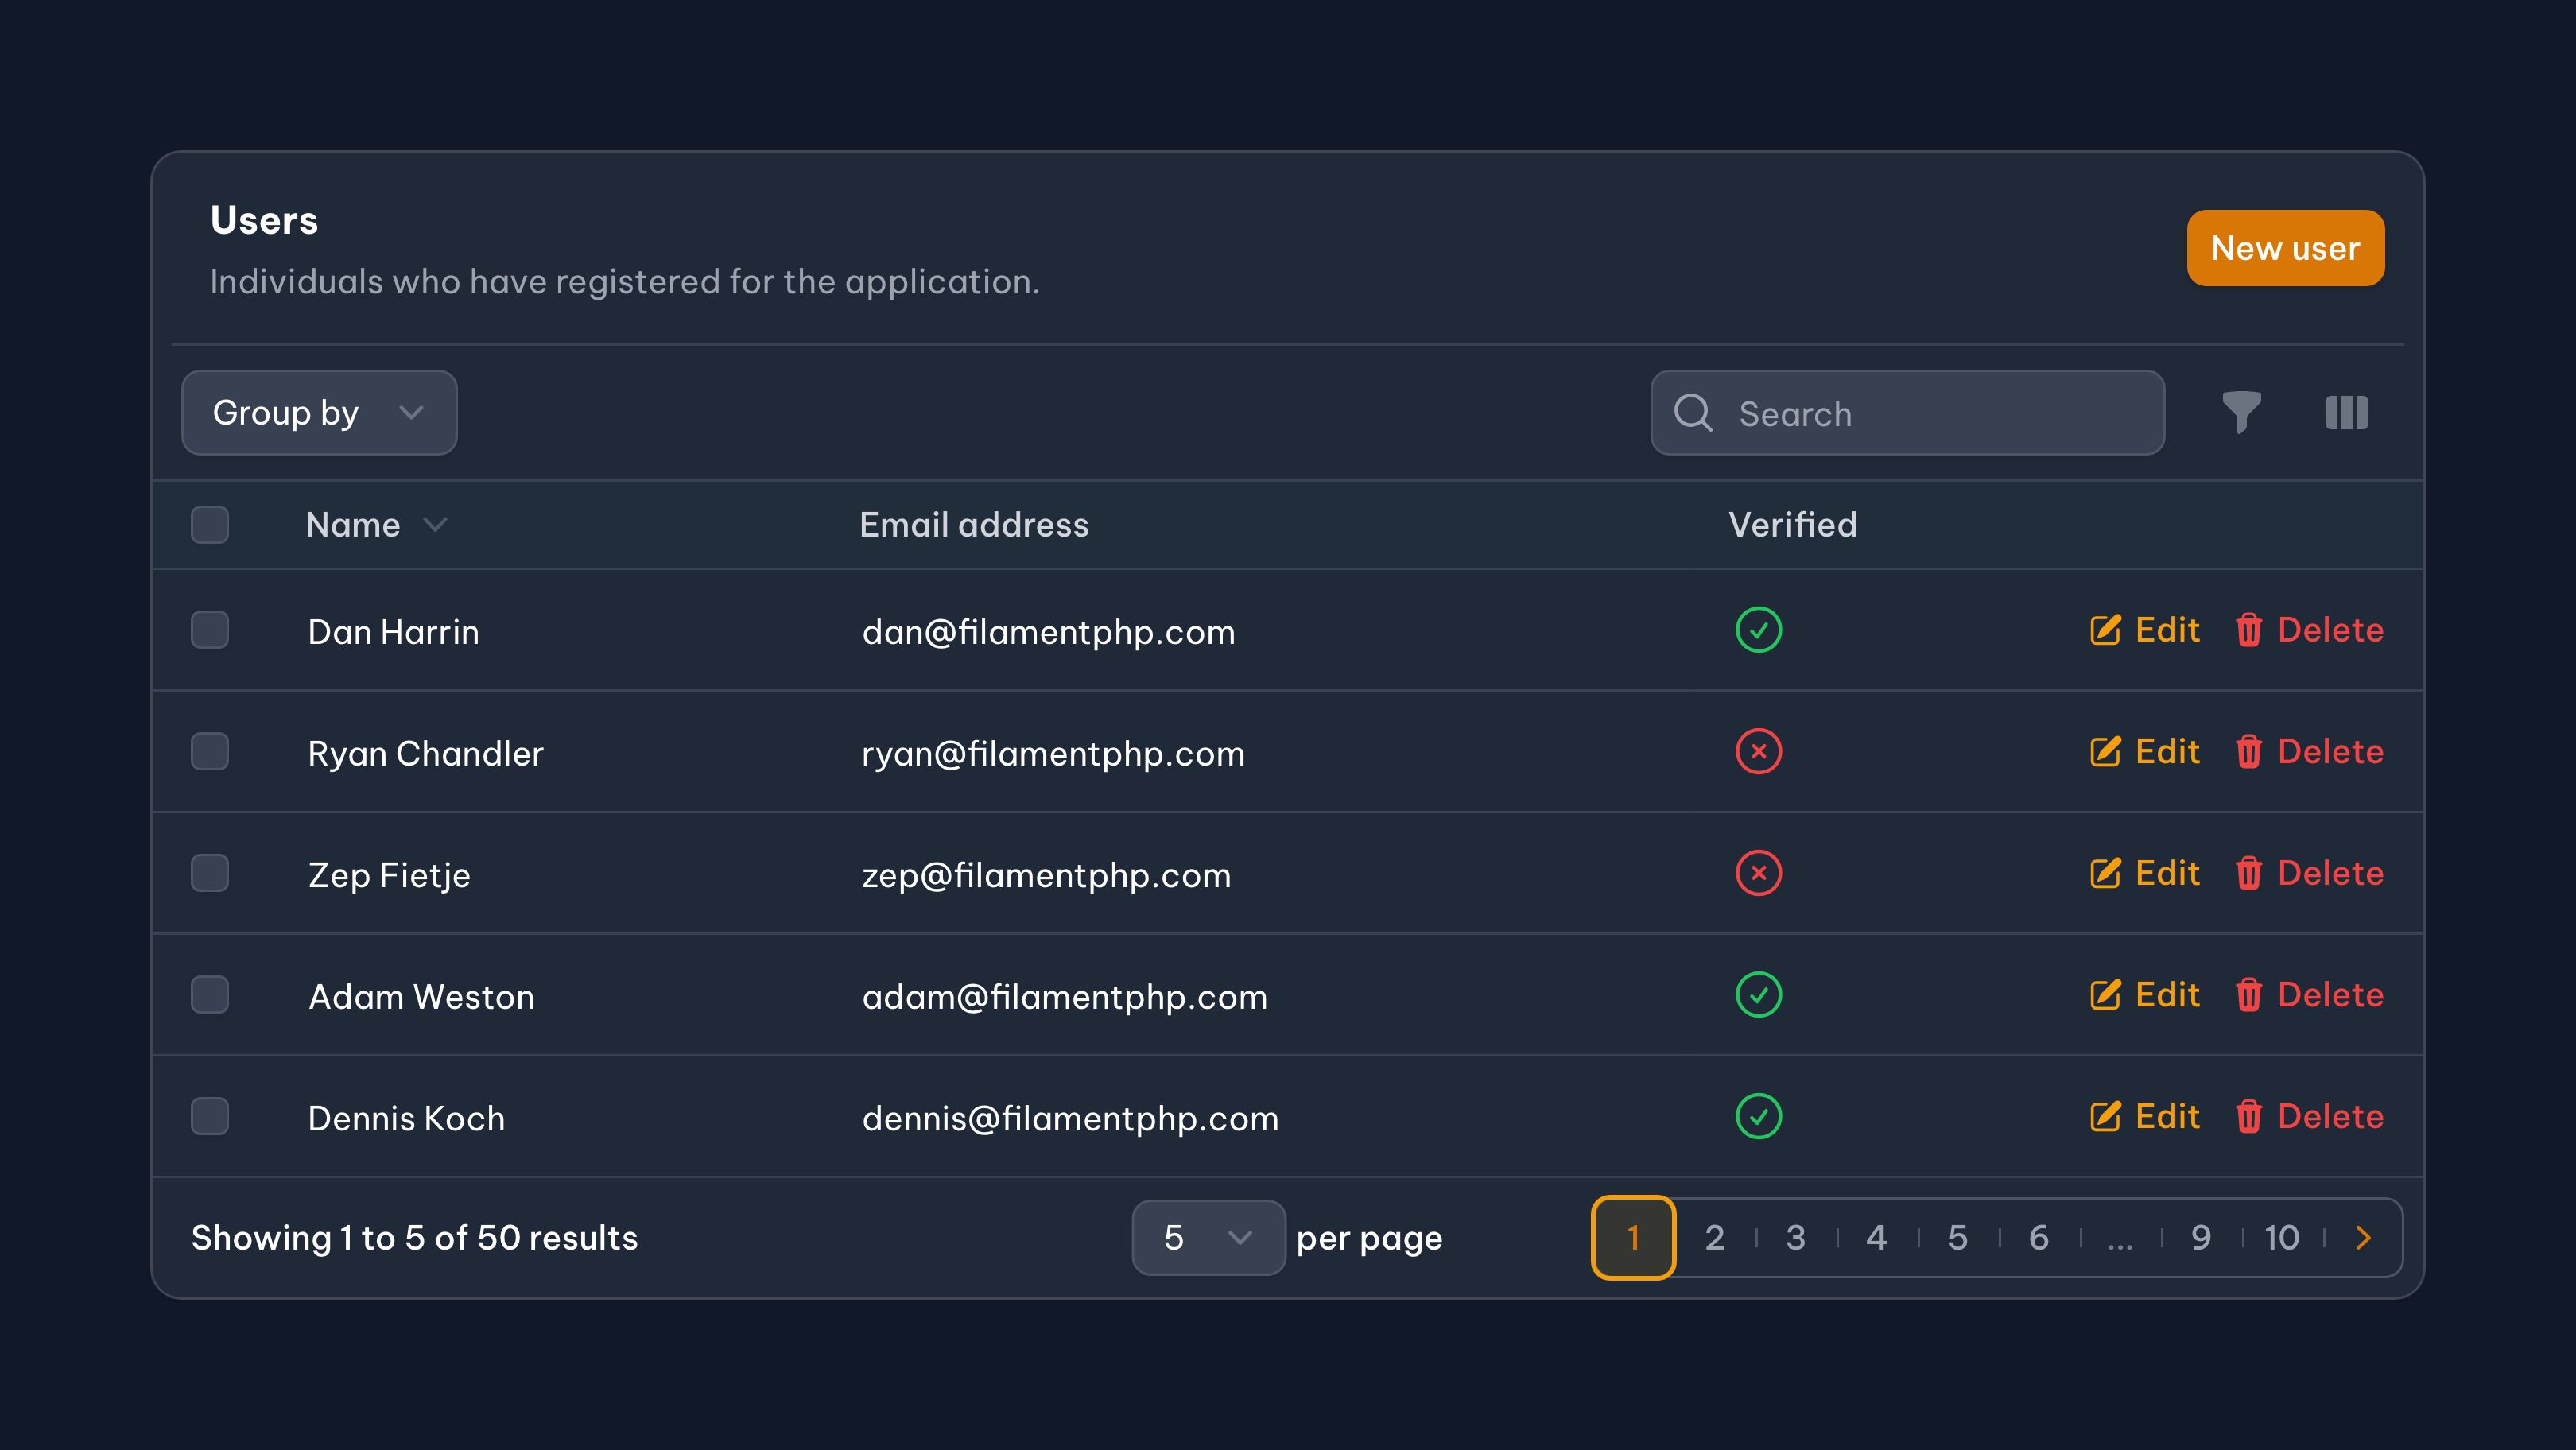 Users
Individuals who have registered for the application.
New user
Group by
Search
Name Email address Verified
Dan Harrin dan@filamentphp.com Edit Delete
Ryan Chandler ryan@filamentphp.com Edit Delete
Zep Fietje zep@filamentphp.com Edit Delete
Adam Weston adam@filamentphp.com Edit Delete
Dennis Koch dennis@filamentphp.com Edit Delete
Showing 1 to 5 of 50 results 5 per page 1 2 3 4 5 6 ... 9 10